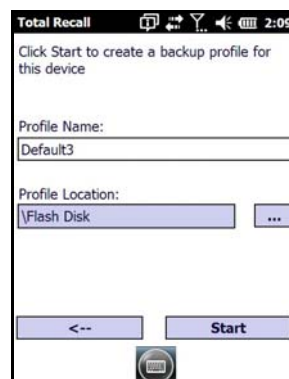 Total Recall 2:09
Click Start to create a backup profile for
this device
Profile Name:
Default3
Profile Location:
\Flash Disk
...
<-- Start